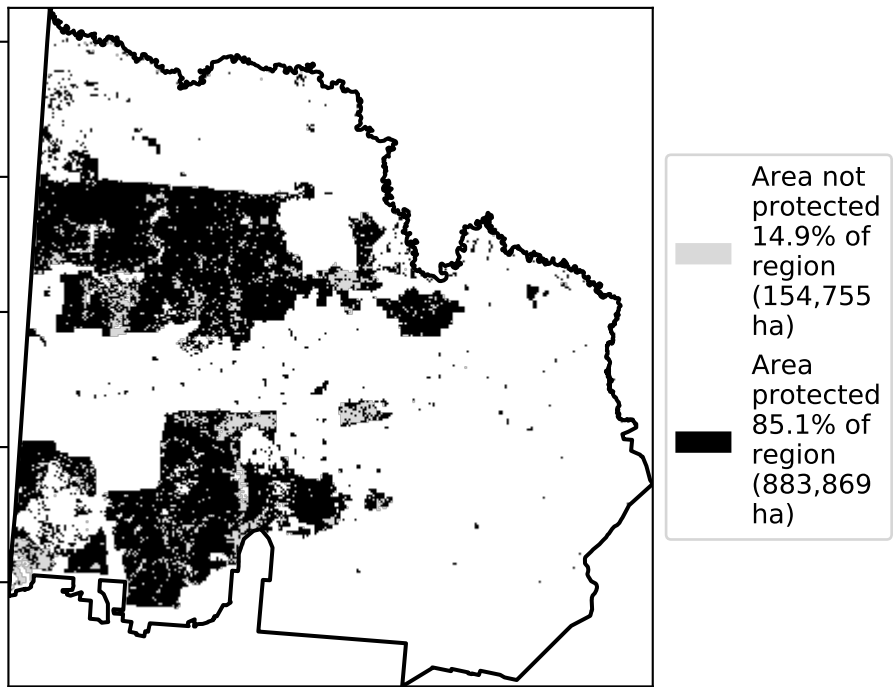 Area not
protected
14.9% of
region
(154,755
ha)
Area
protected
85.1% of
region
(883,869
ha)